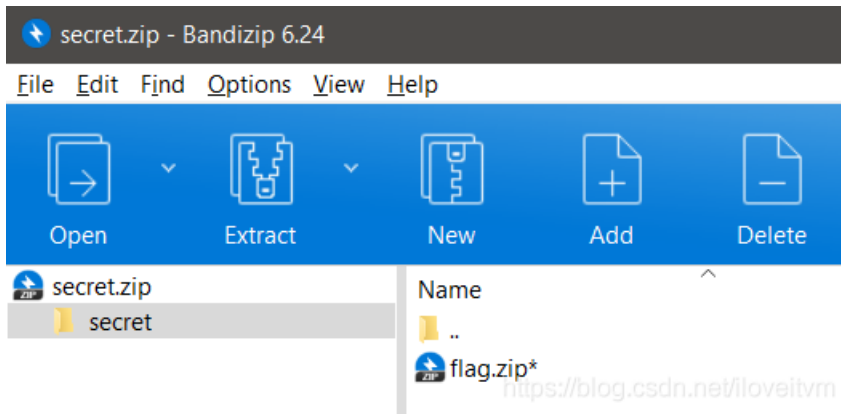 secret.zip - Bandizip 6.24
File Edit Find Options View Help
Open Extract New Add Delete
secret.zip
secret
Name
..
flag.zip*
https://blog.csdn.net/iloveitvm